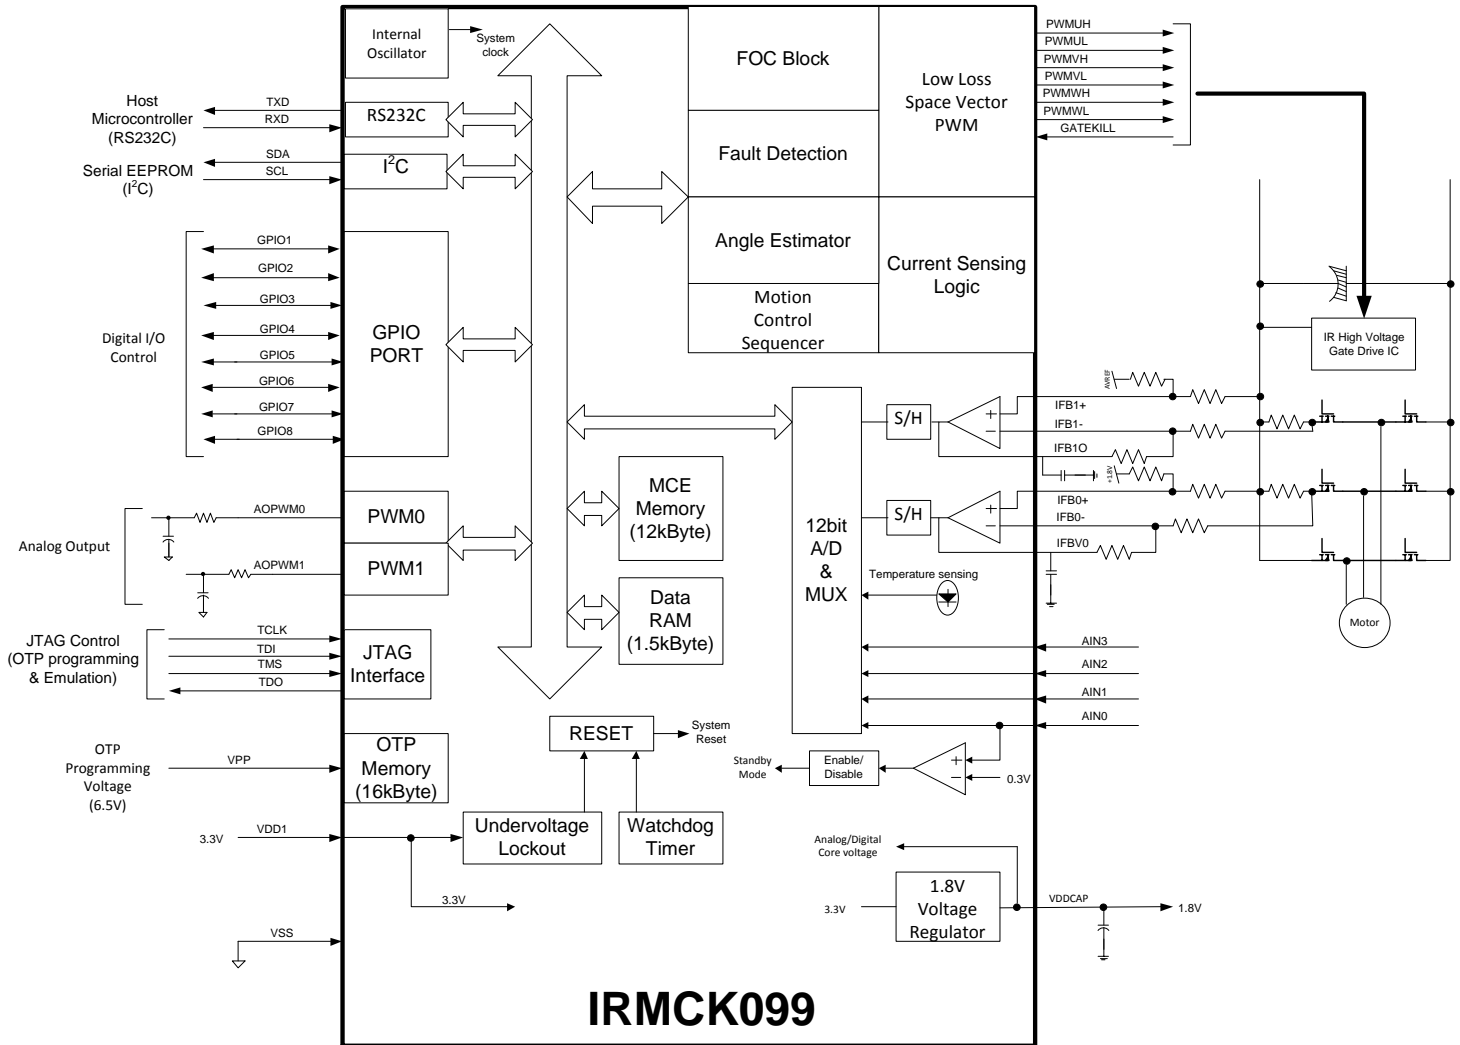 Internal
Oscillator
System
clock
Host
Microcontroller
(RS232C)
TXD
RXD
RS232C
Serial EEPROM
(I²C)
SDA
SCL
I²C
Digital I/O
Control
GPIO1
GPIO2
GPIO3
GPIO4
GPIO5
GPIO6
GPIO7
GPIO8
GPIO
PORT
Analog Output
AOPWM0
AOPWM1
PWM0
PWM1
JTAG Control
(OTP programming
& Emulation)
TCLK
TDI
TMS
TDO
JTAG
Interface
OTP
Programming
Voltage
(6.5V)
VPP
OTP
Memory
(16kByte)
3.3V
VDD1
3.3V
VSS
RESET
System
Reset
Undervoltage
Lockout
Watchdog
Timer
MCE
Memory
(12kByte)
Data
RAM
(1.5kByte)
FOC Block
Fault Detection
Angle Estimator
Motion
Control
Sequencer
Low Loss
Space Vector
PWM
Current Sensing
Logic
PWMUH
PWMUL
PWMVH
PWMVL
PWMWH
PWMWL
GATEKILL
IR High Voltage
Gate Drive IC
12bit
A/D
&
MUX
S/H
+
−
AVREF
IFB1+
IFB1-
IFB1O
S/H
+
−
+1.8V
IFB0+
IFB0-
IFBV0
Temperature sensing
AIN3
AIN2
AIN1
AIN0
Motor
Standby
Mode
Enable/
Disable
+
−
0.3V
Analog/Digital
Core voltage
3.3V
1.8V
Voltage
Regulator
VDDCAP
1.8V
IRMCK099